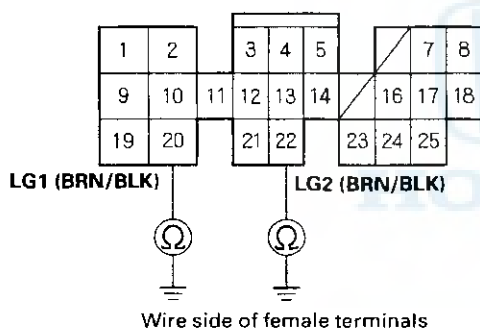 1 2 3 4 5 7 8
9 10 11 12 13 14 16 17 18
19 20 21 22 23 24 25
LG1 (BRN/BLK) LG2 (BRN/BLK)
Ω Ω
Wire side of female terminals